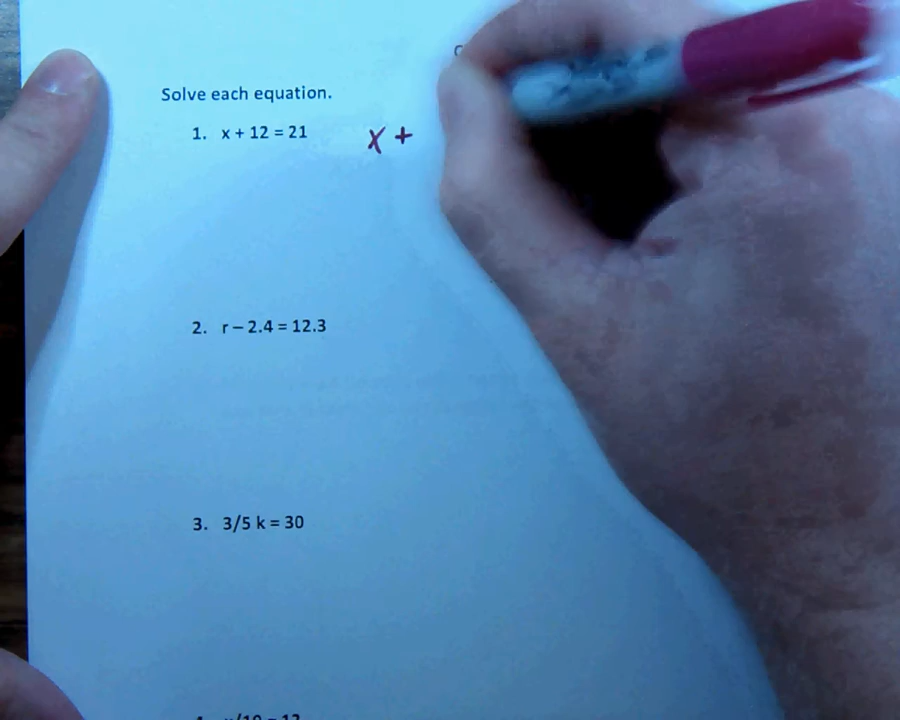 Solve each equation.
1. x + 12 = 21 x +
2. r – 2.4 = 12.3
3. 3/5 k = 30